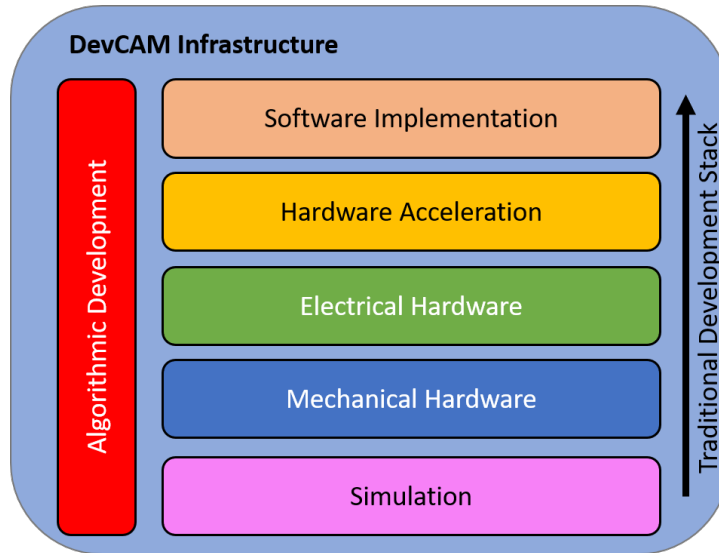 DevCAM Infrastructure
Algorithmic Development
Software Implementation
Hardware Acceleration
Electrical Hardware
Mechanical Hardware
Simulation
Traditional Development Stack